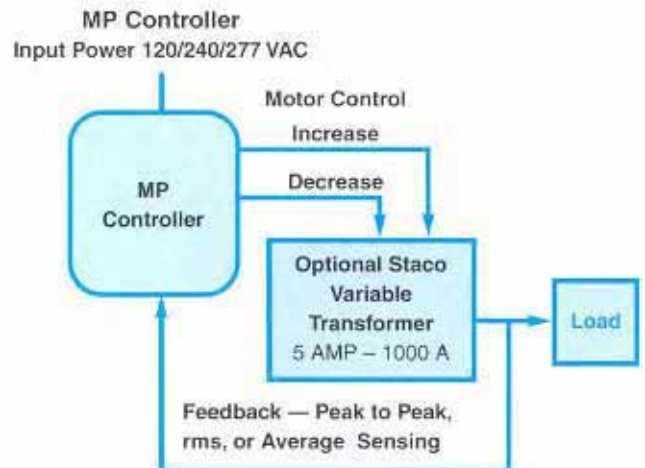 MP Controller
Input Power 120/240/277 VAC
Motor Control
Increase
Decrease
MP
Controller
Optional Staco
Variable
Transformer
5 AMP – 1000 A
Load
Feedback — Peak to Peak,
rms, or Average Sensing